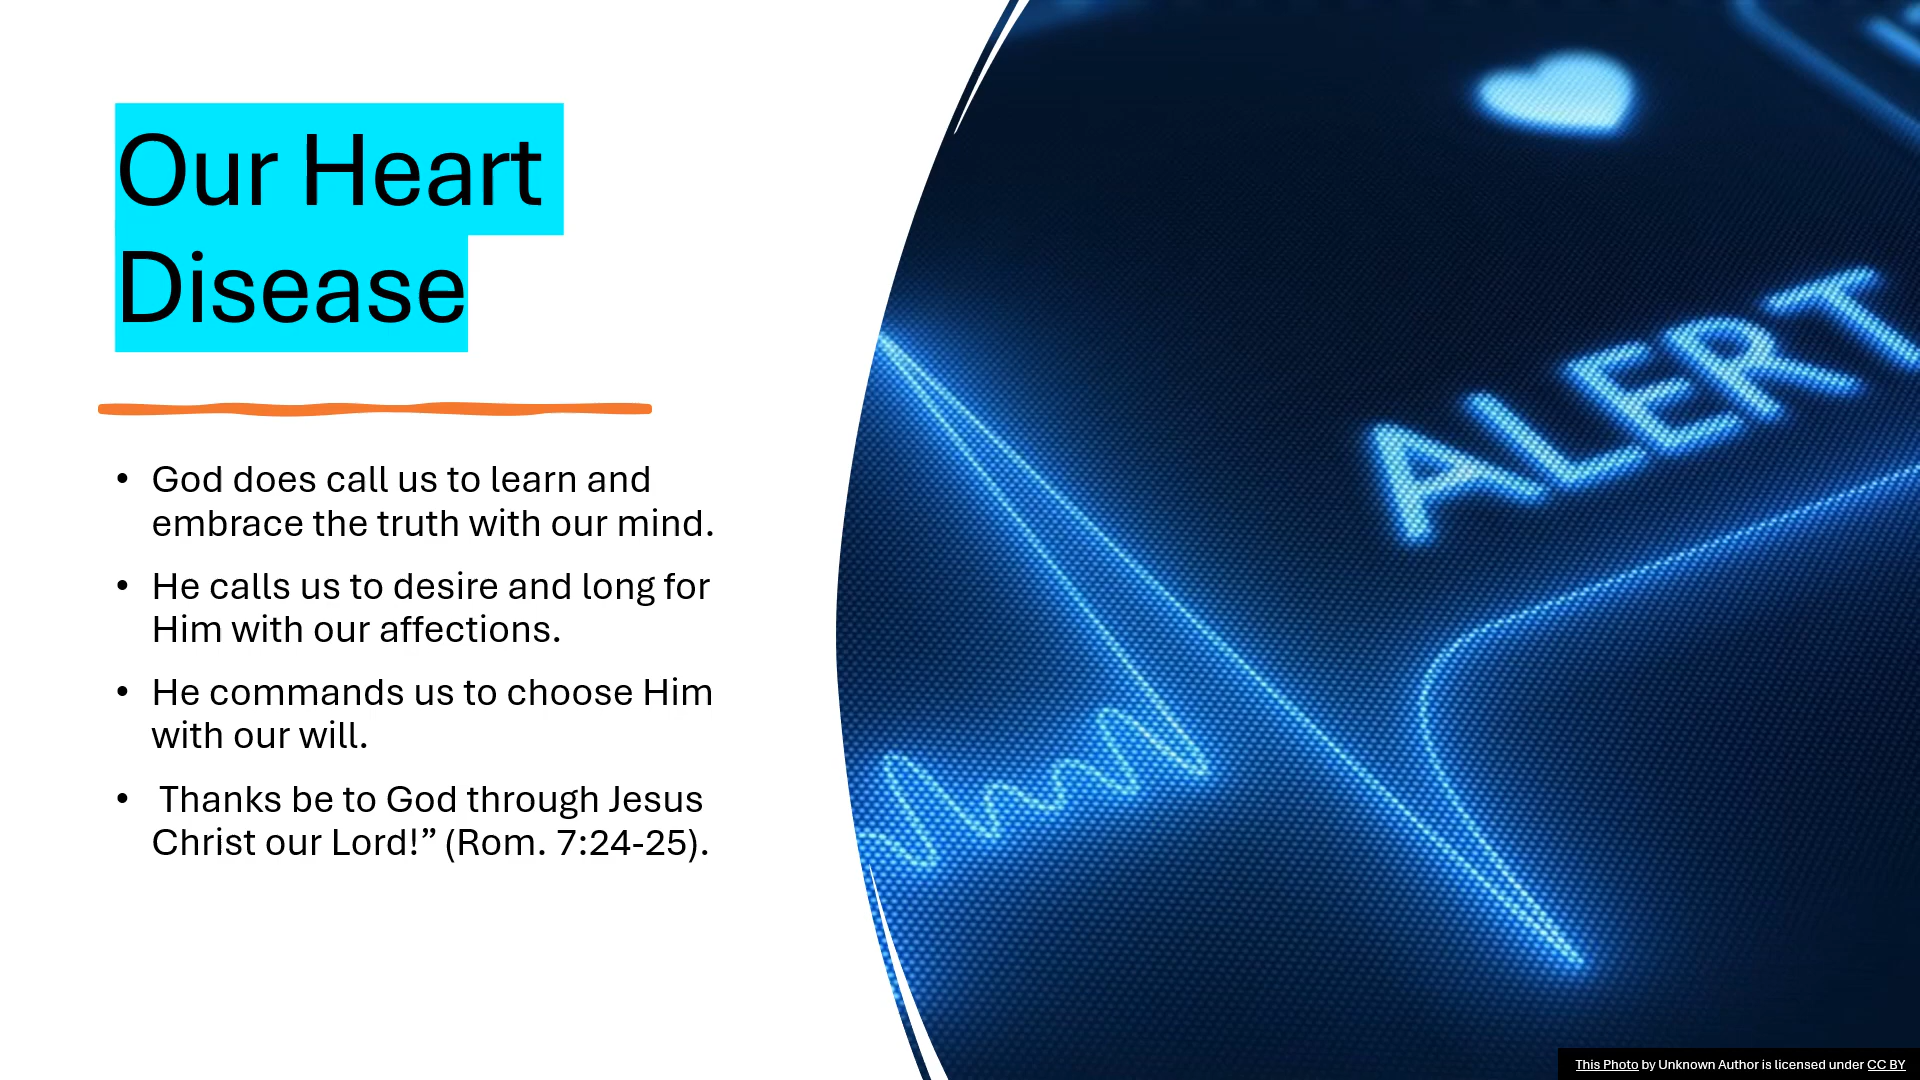 Our Heart
Disease
• God does call us to learn and
embrace the truth with our mind.
• He calls us to desire and long for
Him with our affections.
• He commands us to choose Him
with our will.
• Thanks be to God through Jesus
Christ our Lord!” (Rom. 7:24-25).
ALERT
This Photo by Unknown Author is licensed under CC BY